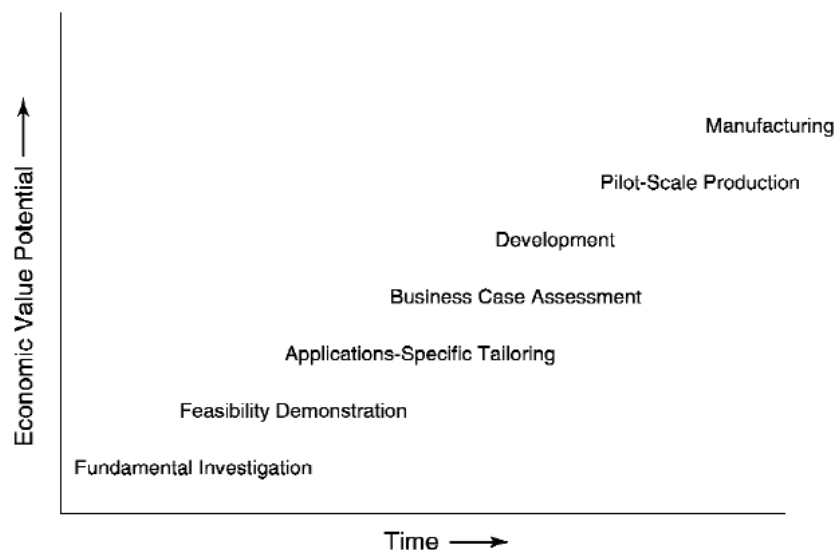 Economic Value Potential
Manufacturing
Pilot-Scale Production
Development
Business Case Assessment
Applications-Specific Tailoring
Feasibility Demonstration
Fundamental Investigation
Time